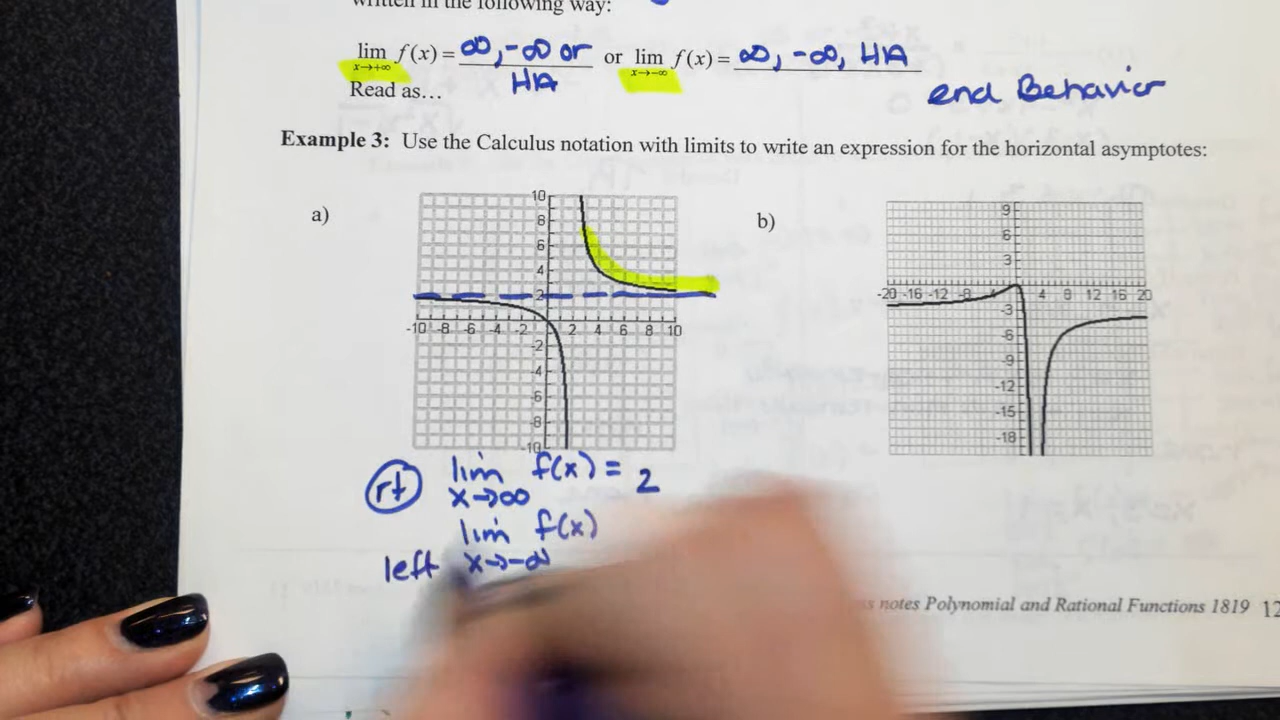 written in the following way:
lim f(x) = ∞, -∞ or or lim f(x) = ∞, -∞, HA
x→+∞ HA x→-∞
Read as...
end Behavior
Example 3: Use the Calculus notation with limits to write an expression for the horizontal asymptotes:
a)
10
8
6
4
2
-10 -8 -6 -4 -2 2 4 6 8 10
-2
-4
-6
-8
-10
b)
9
6
3
-20 -16 -12 -8 4 8 12 16 20
-3
-6
-9
-12
-15
-18
rt lim f(x) = 2
x→∞
lim f(x)
left x→-∞
notes Polynomial and Rational Functions 1819 12